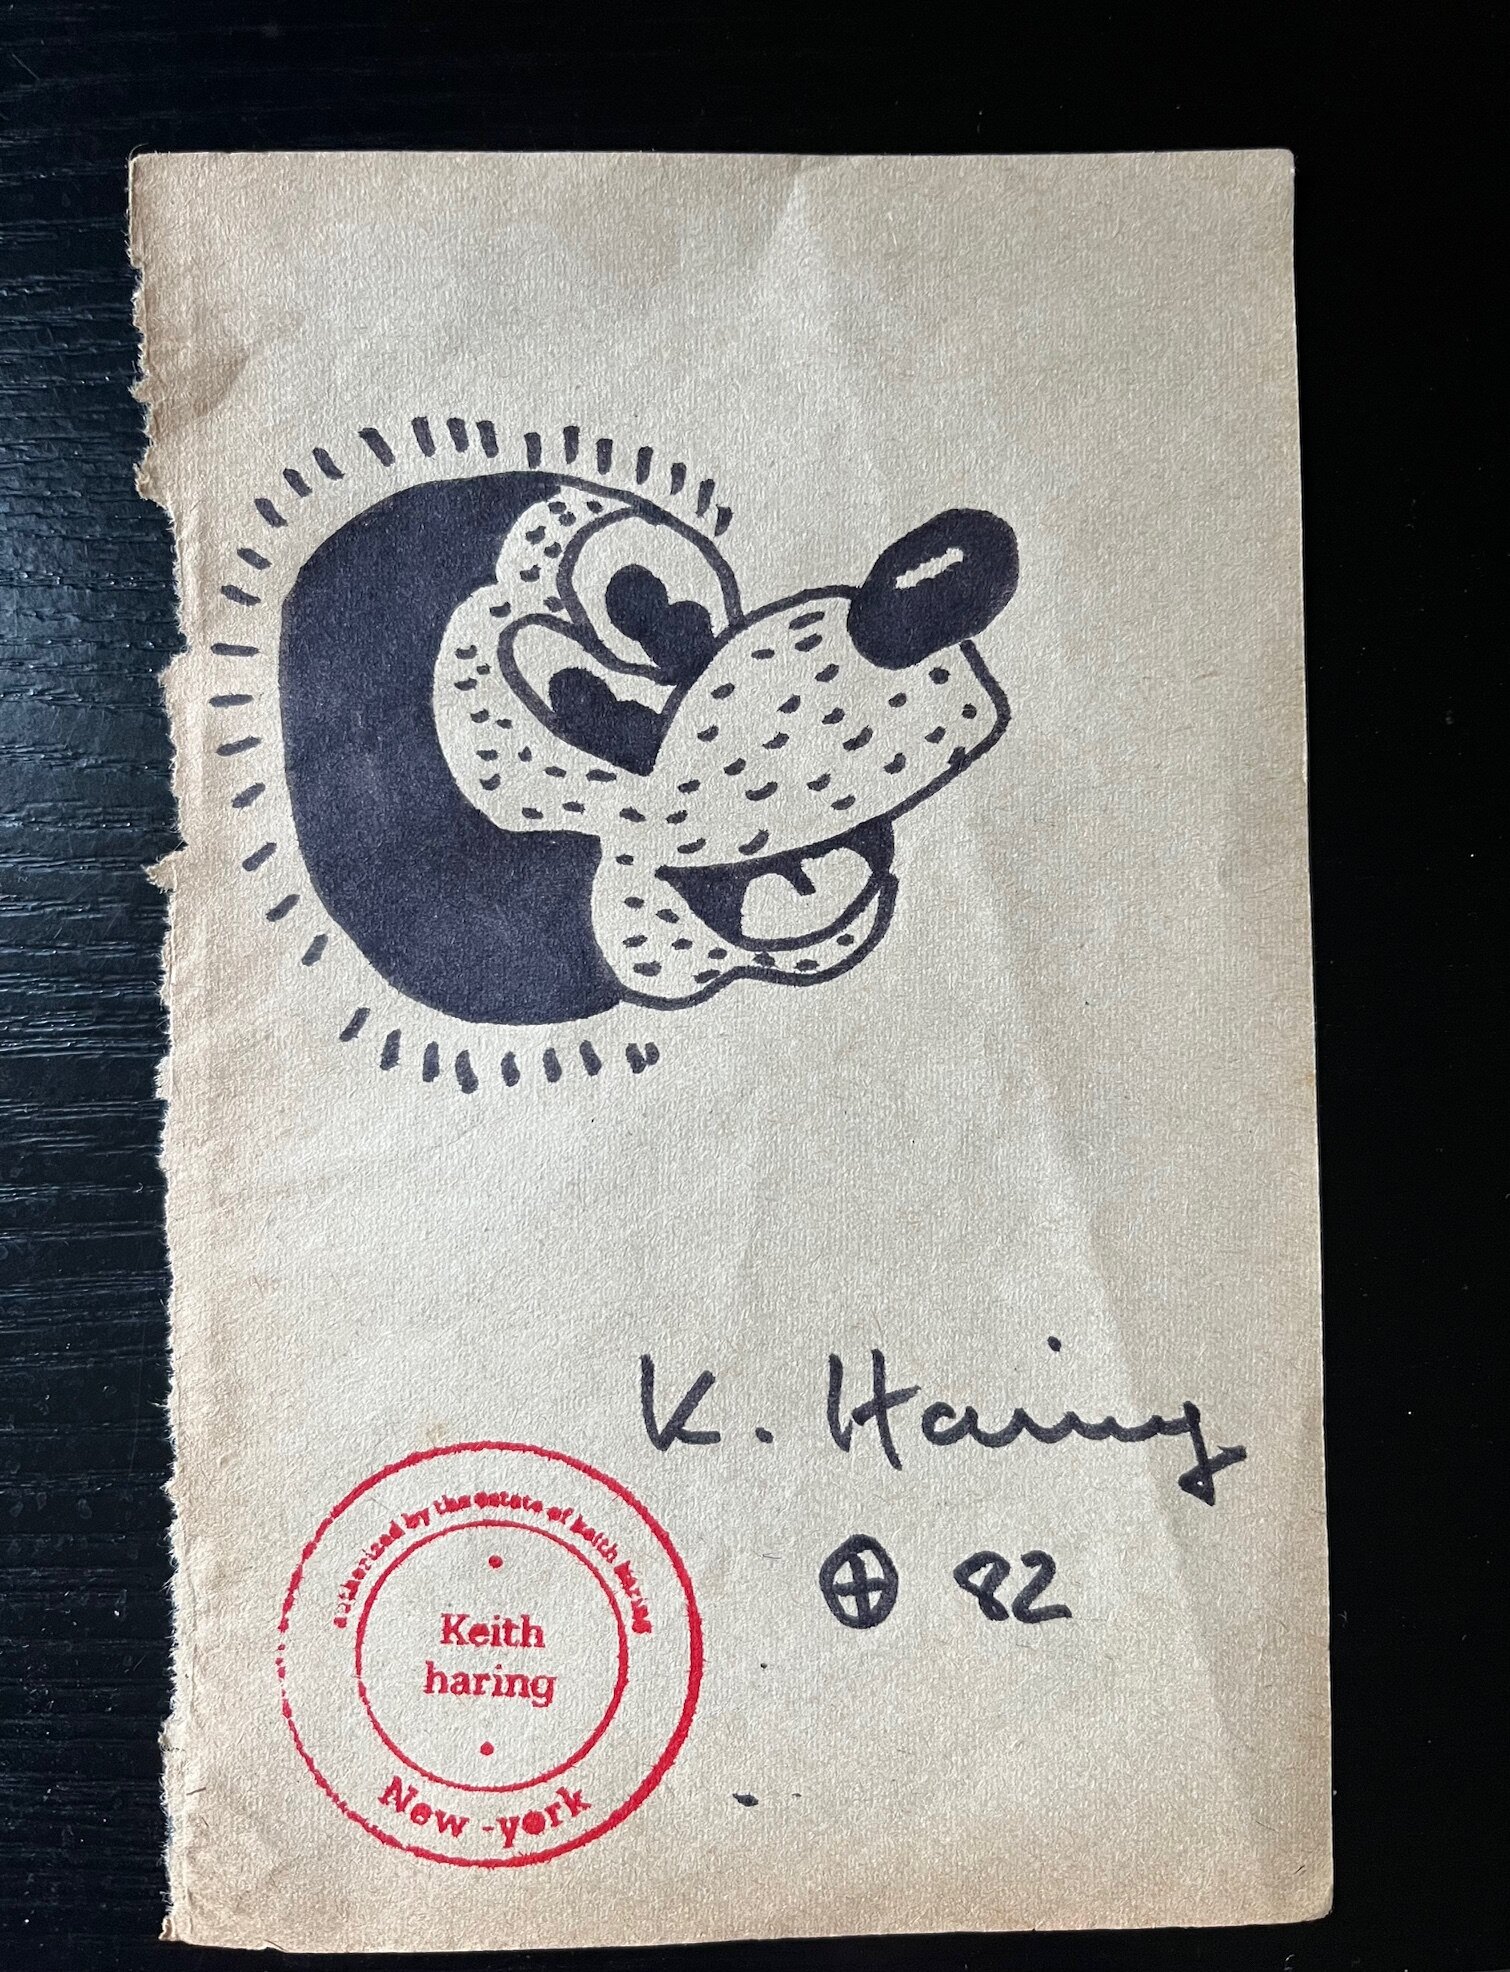 K. Haring
⊕ 82
authorized by the estate of keith haring
Keith
haring
New-york